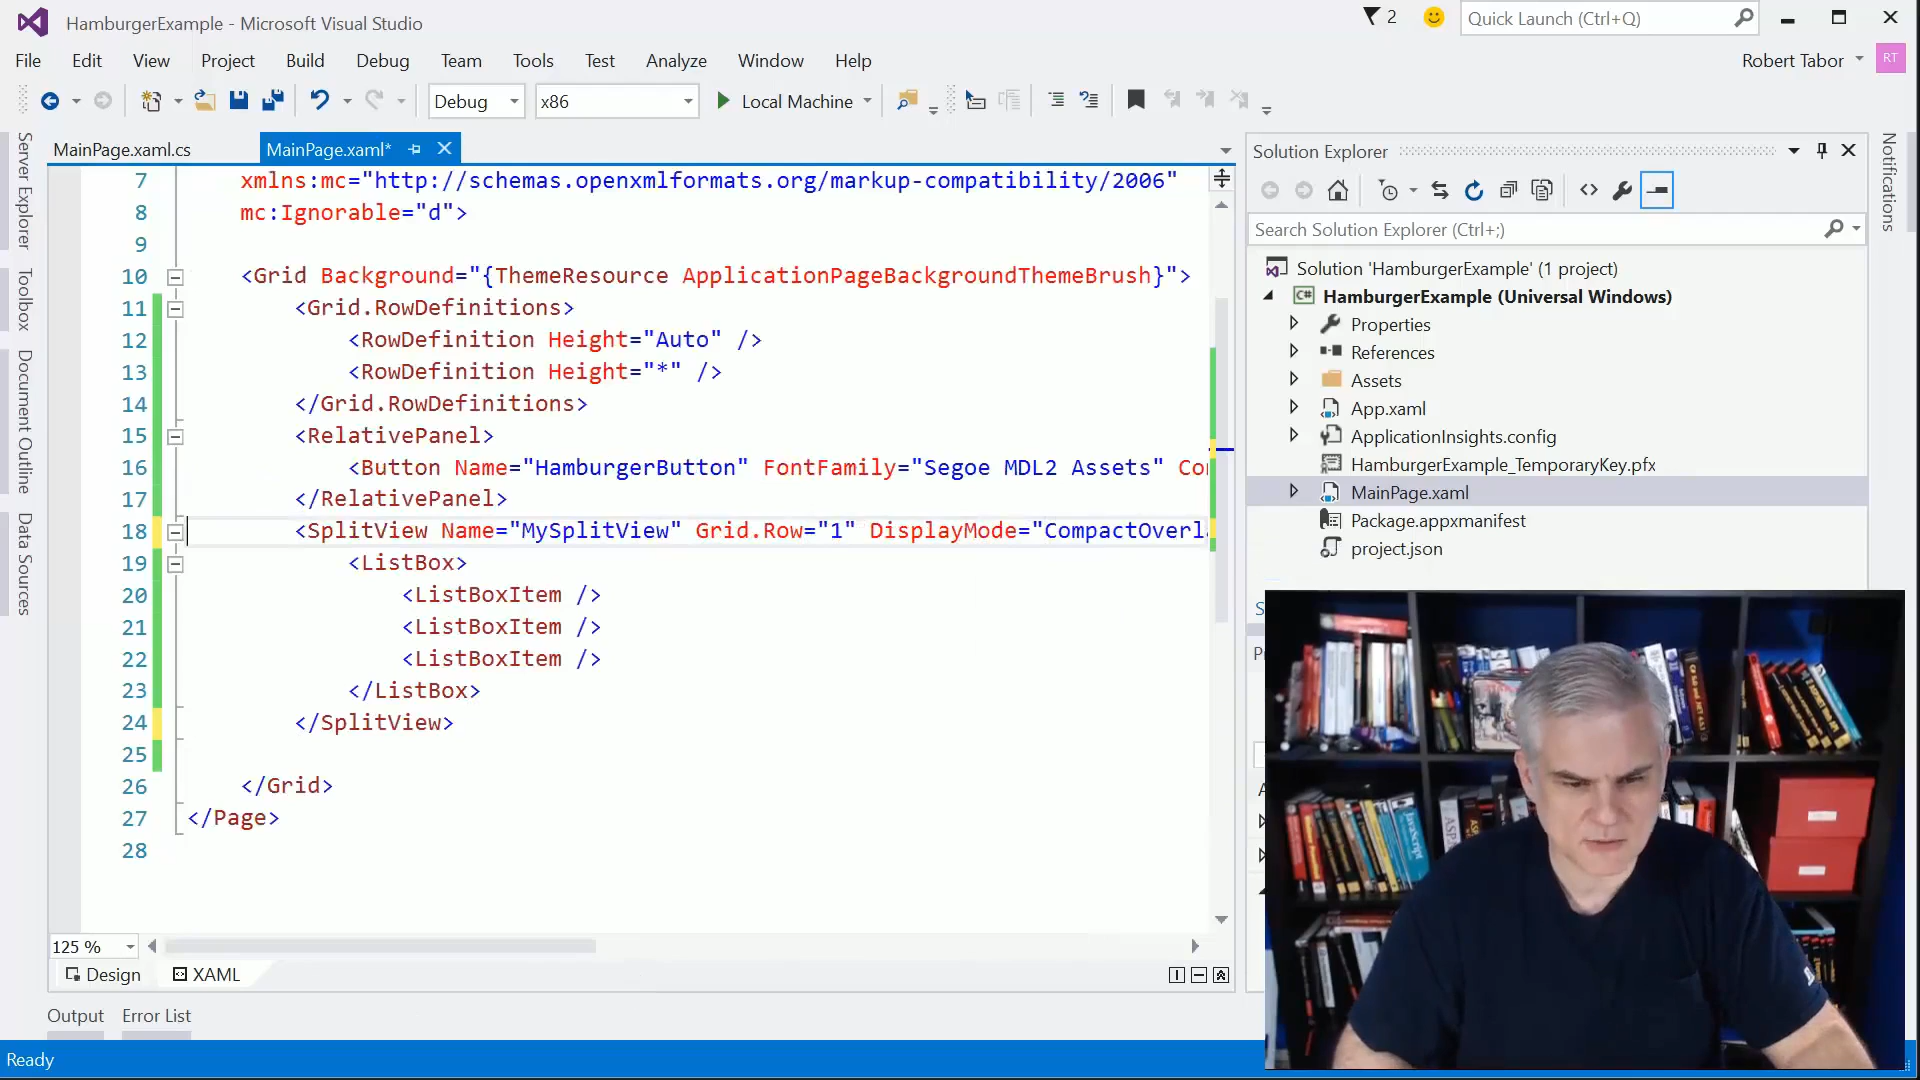 HamburgerExample - Microsoft Visual Studio
2
Quick Launch (Ctrl+Q)
File Edit View Project Build Debug Team Tools Test Analyze Window Help
Robert Tabor
RT
Debug
x86
Local Machine
Server Explorer
Toolbox
Document Outline
Data Sources
MainPage.xaml.cs
MainPage.xaml*
7 xmlns:mc="http://schemas.openxmlformats.org/markup-compatibility/2006"
8 mc:Ignorable="d">
9
10 <Grid Background="{ThemeResource ApplicationPageBackgroundThemeBrush}">
11 <Grid.RowDefinitions>
12 <RowDefinition Height="Auto" />
13 <RowDefinition Height="*" />
14 </Grid.RowDefinitions>
15 <RelativePanel>
16 <Button Name="HamburgerButton" FontFamily="Segoe MDL2 Assets" Co
17 </RelativePanel>
18 <SplitView Name="MySplitView" Grid.Row="1" DisplayMode="CompactOverl
19 <ListBox>
20 <ListBoxItem />
21 <ListBoxItem />
22 <ListBoxItem />
23 </ListBox>
24 </SplitView>
25
26 </Grid>
27 </Page>
28
125 %
Design
XAML
Output
Error List
Ready
Solution Explorer
Search Solution Explorer (Ctrl+;)
Solution 'HamburgerExample' (1 project)
C# HamburgerExample (Universal Windows)
Properties
References
Assets
App.xaml
ApplicationInsights.config
HamburgerExample_TemporaryKey.pfx
MainPage.xaml
Package.appxmanifest
project.json
Notifications
JavaScript